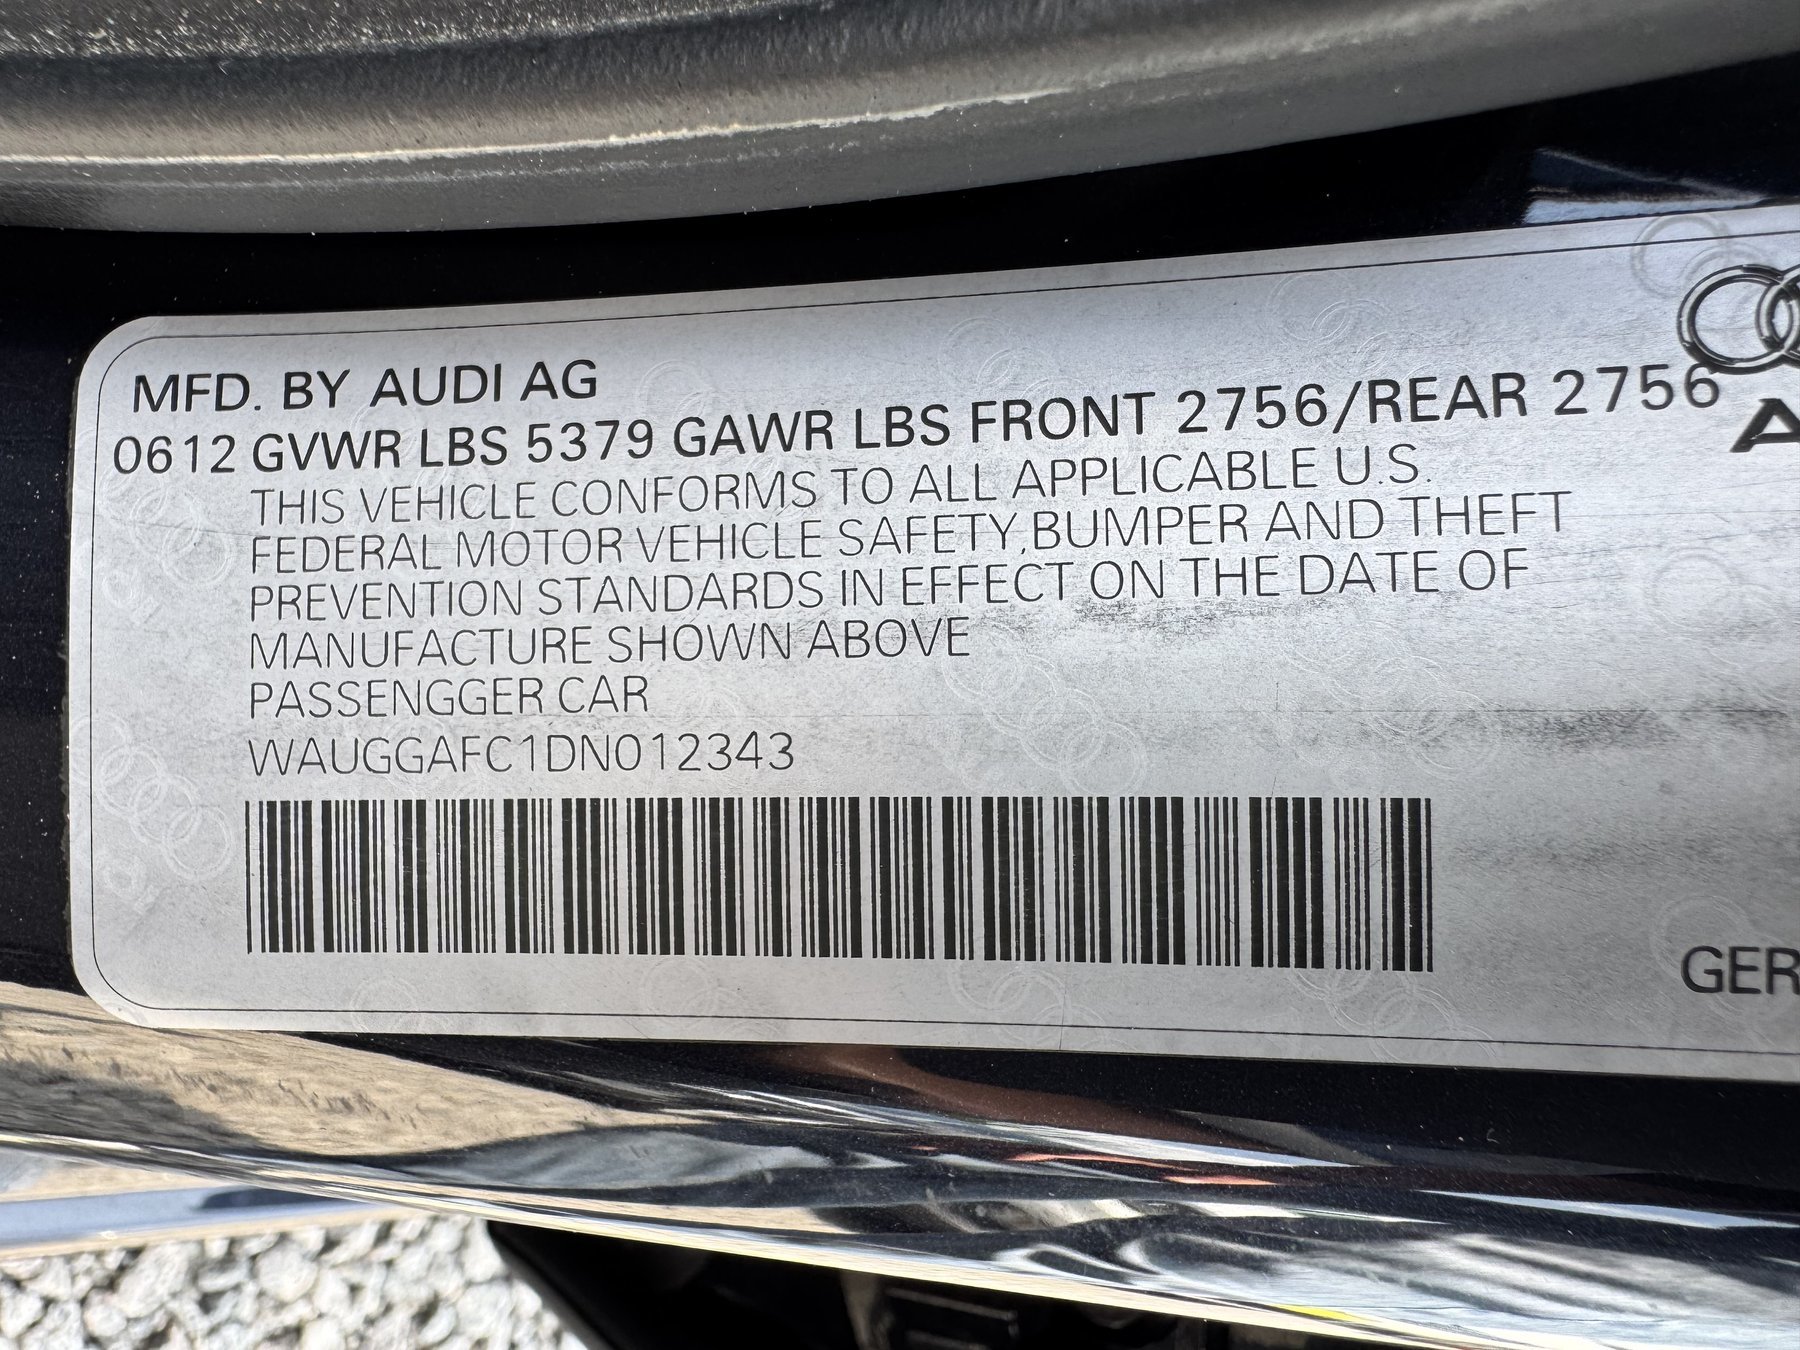 MFD. BY AUDI AG
0612 GVWR LBS 5379 GAWR LBS FRONT 2756/REAR 2756
THIS VEHICLE CONFORMS TO ALL APPLICABLE U.S.
FEDERAL MOTOR VEHICLE SAFETY,BUMPER AND THEFT
PREVENTION STANDARDS IN EFFECT ON THE DATE OF
MANUFACTURE SHOWN ABOVE
PASSENGGER CAR
WAUGGAFC1DN012343
A
GER